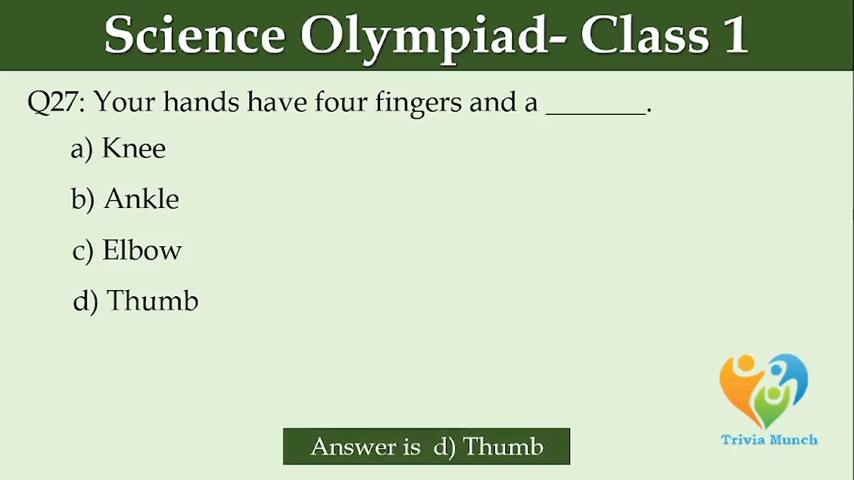 Science Olympiad- Class 1
Q27: Your hands have four fingers and a _______.
a) Knee
b) Ankle
c) Elbow
d) Thumb
Trivia Munch
Answer is d) Thumb